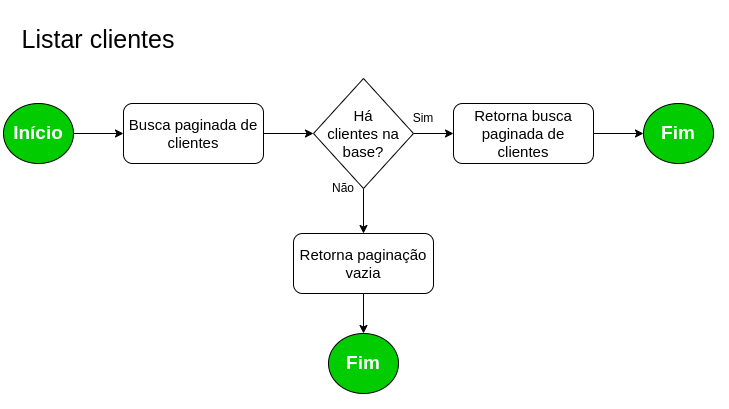 Listar clientes
Início
Busca paginada de
clientes
Há
clientes na
base?
Sim
Retorna busca
paginada de
clientes
Fim
Não
Retorna paginação
vazia
Fim